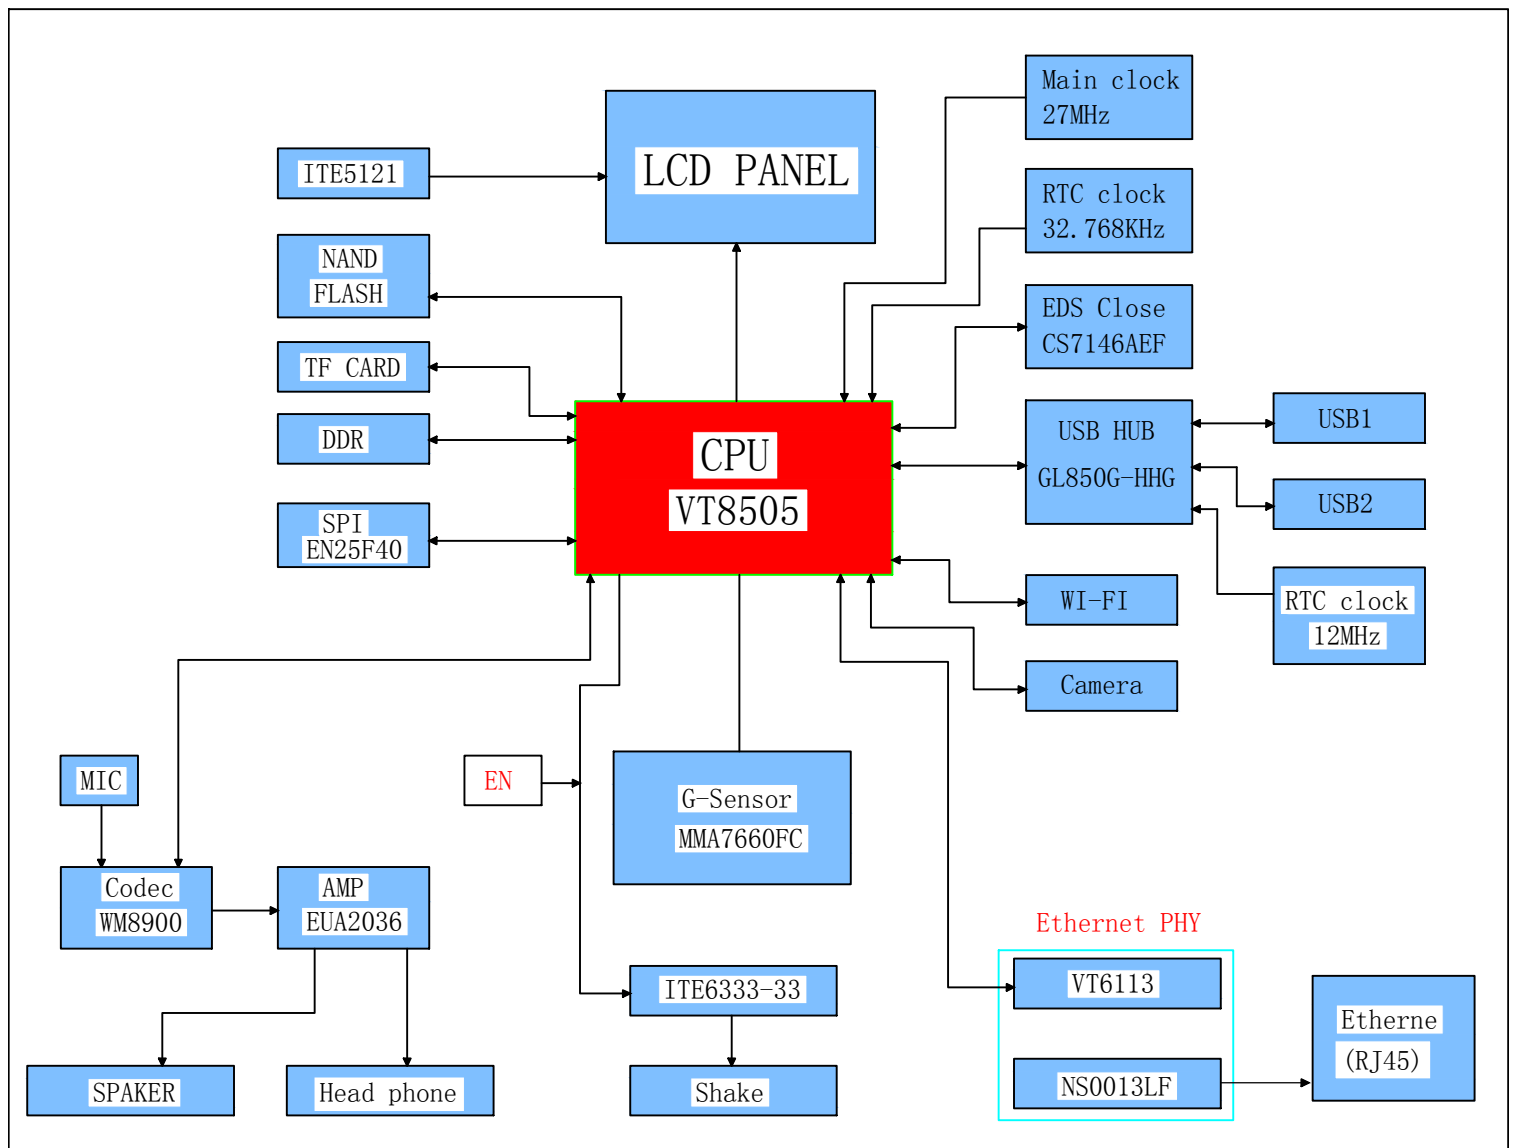 Main clock
27MHz
LCD PANEL
ITE5121
RTC clock
32.768KHz
NAND
FLASH
EDS Close
CS7146AEF
TF CARD
USB HUB
GL850G-HHG
USB1
DDR
CPU
VT8505
USB2
SPI
EN25F40
WI-FI
RTC clock
12MHz
Camera
MIC
EN
G-Sensor
MMA7660FC
Codec
WM8900
AMP
EUA2036
Ethernet PHY
ITE6333-33
VT6113
Etherne
(RJ45)
SPAKER
Head phone
Shake
NS0013LF